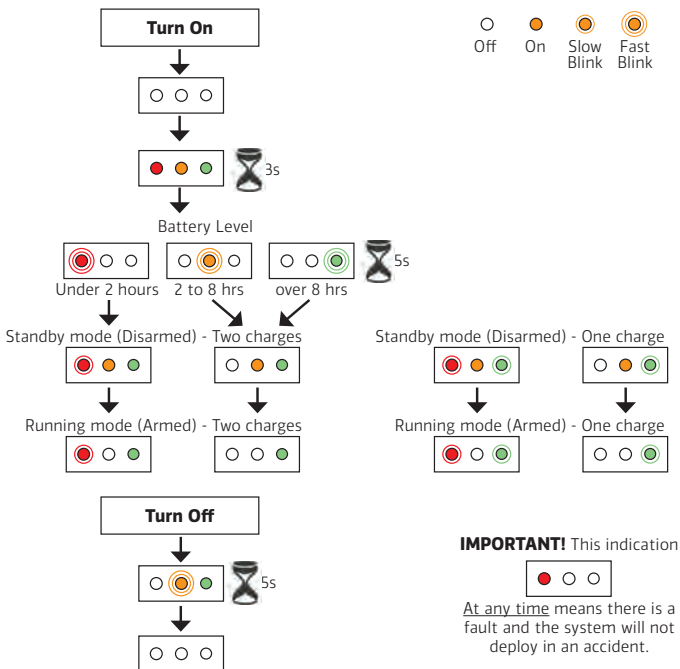 Turn On
Off On Slow Blink Fast Blink
3s
Battery Level
5s
Under 2 hours 2 to 8 hrs over 8 hrs
Standby mode (Disarmed) - Two charges
Standby mode (Disarmed) - One charge
Running mode (Armed) - Two charges
Running mode (Armed) - One charge
Turn Off
5s
IMPORTANT! This indication
At any time means there is a
fault and the system will not
deploy in an accident.